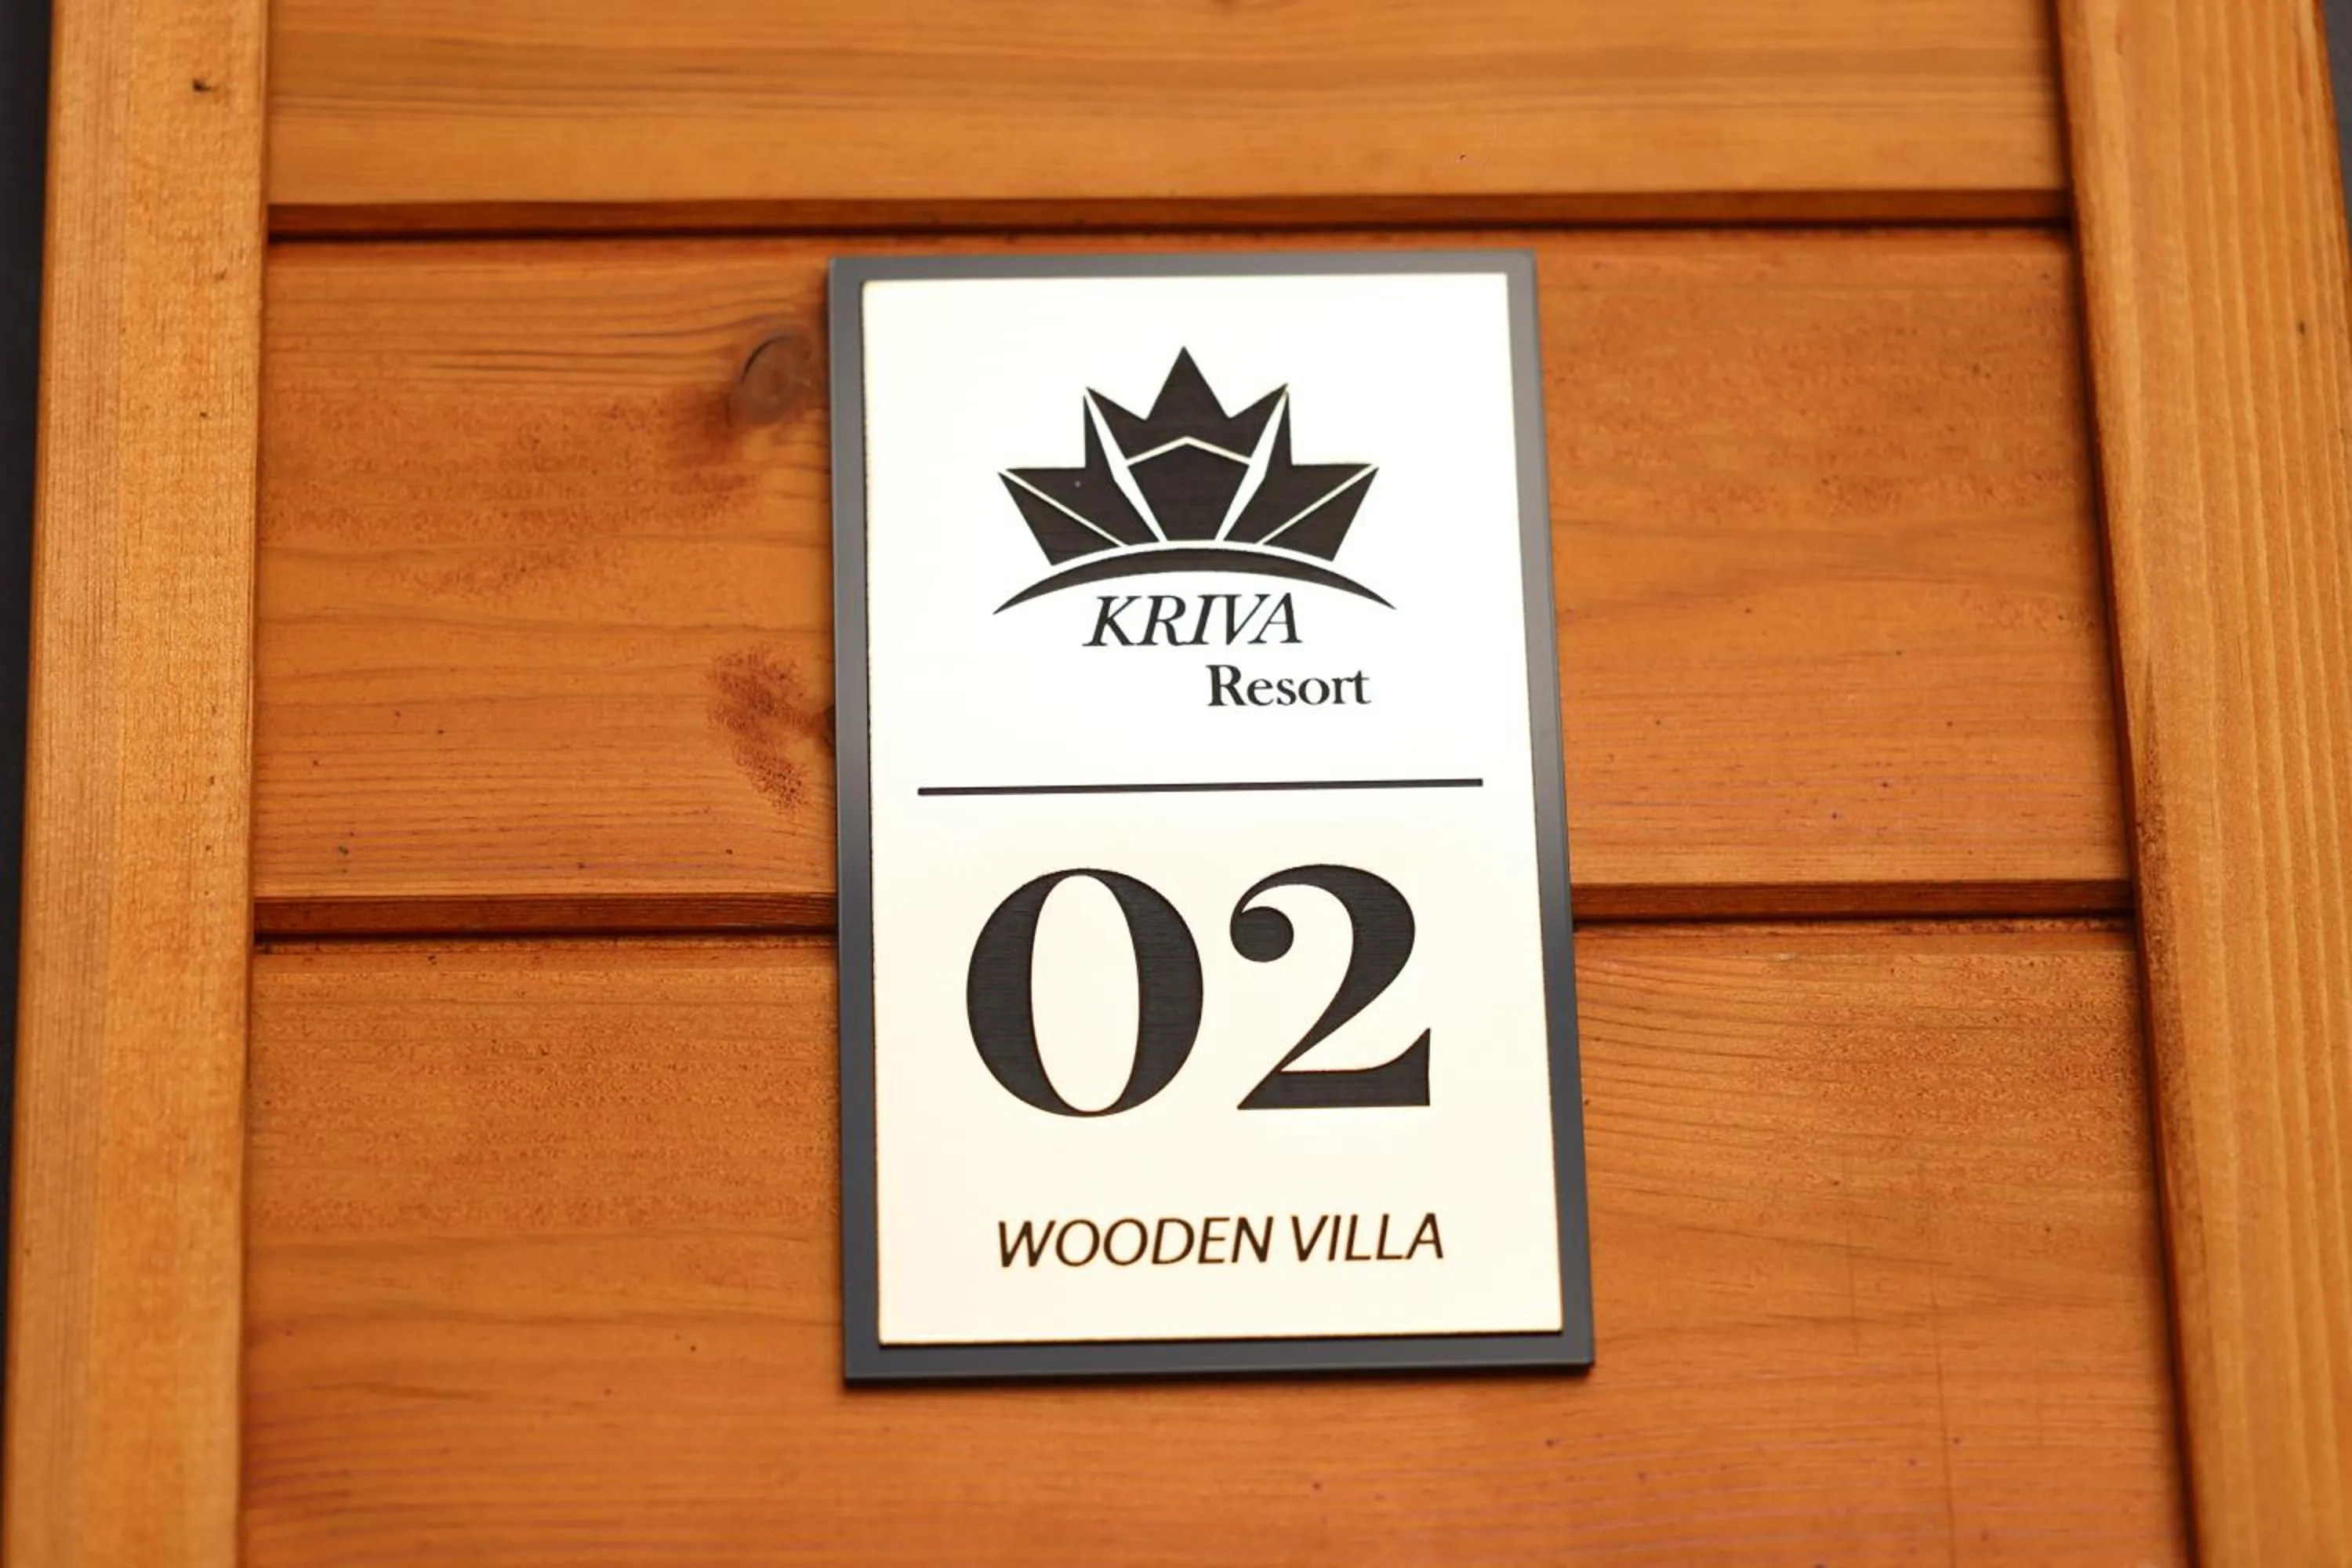 KRIVA
Resort
02
WOODEN VILLA